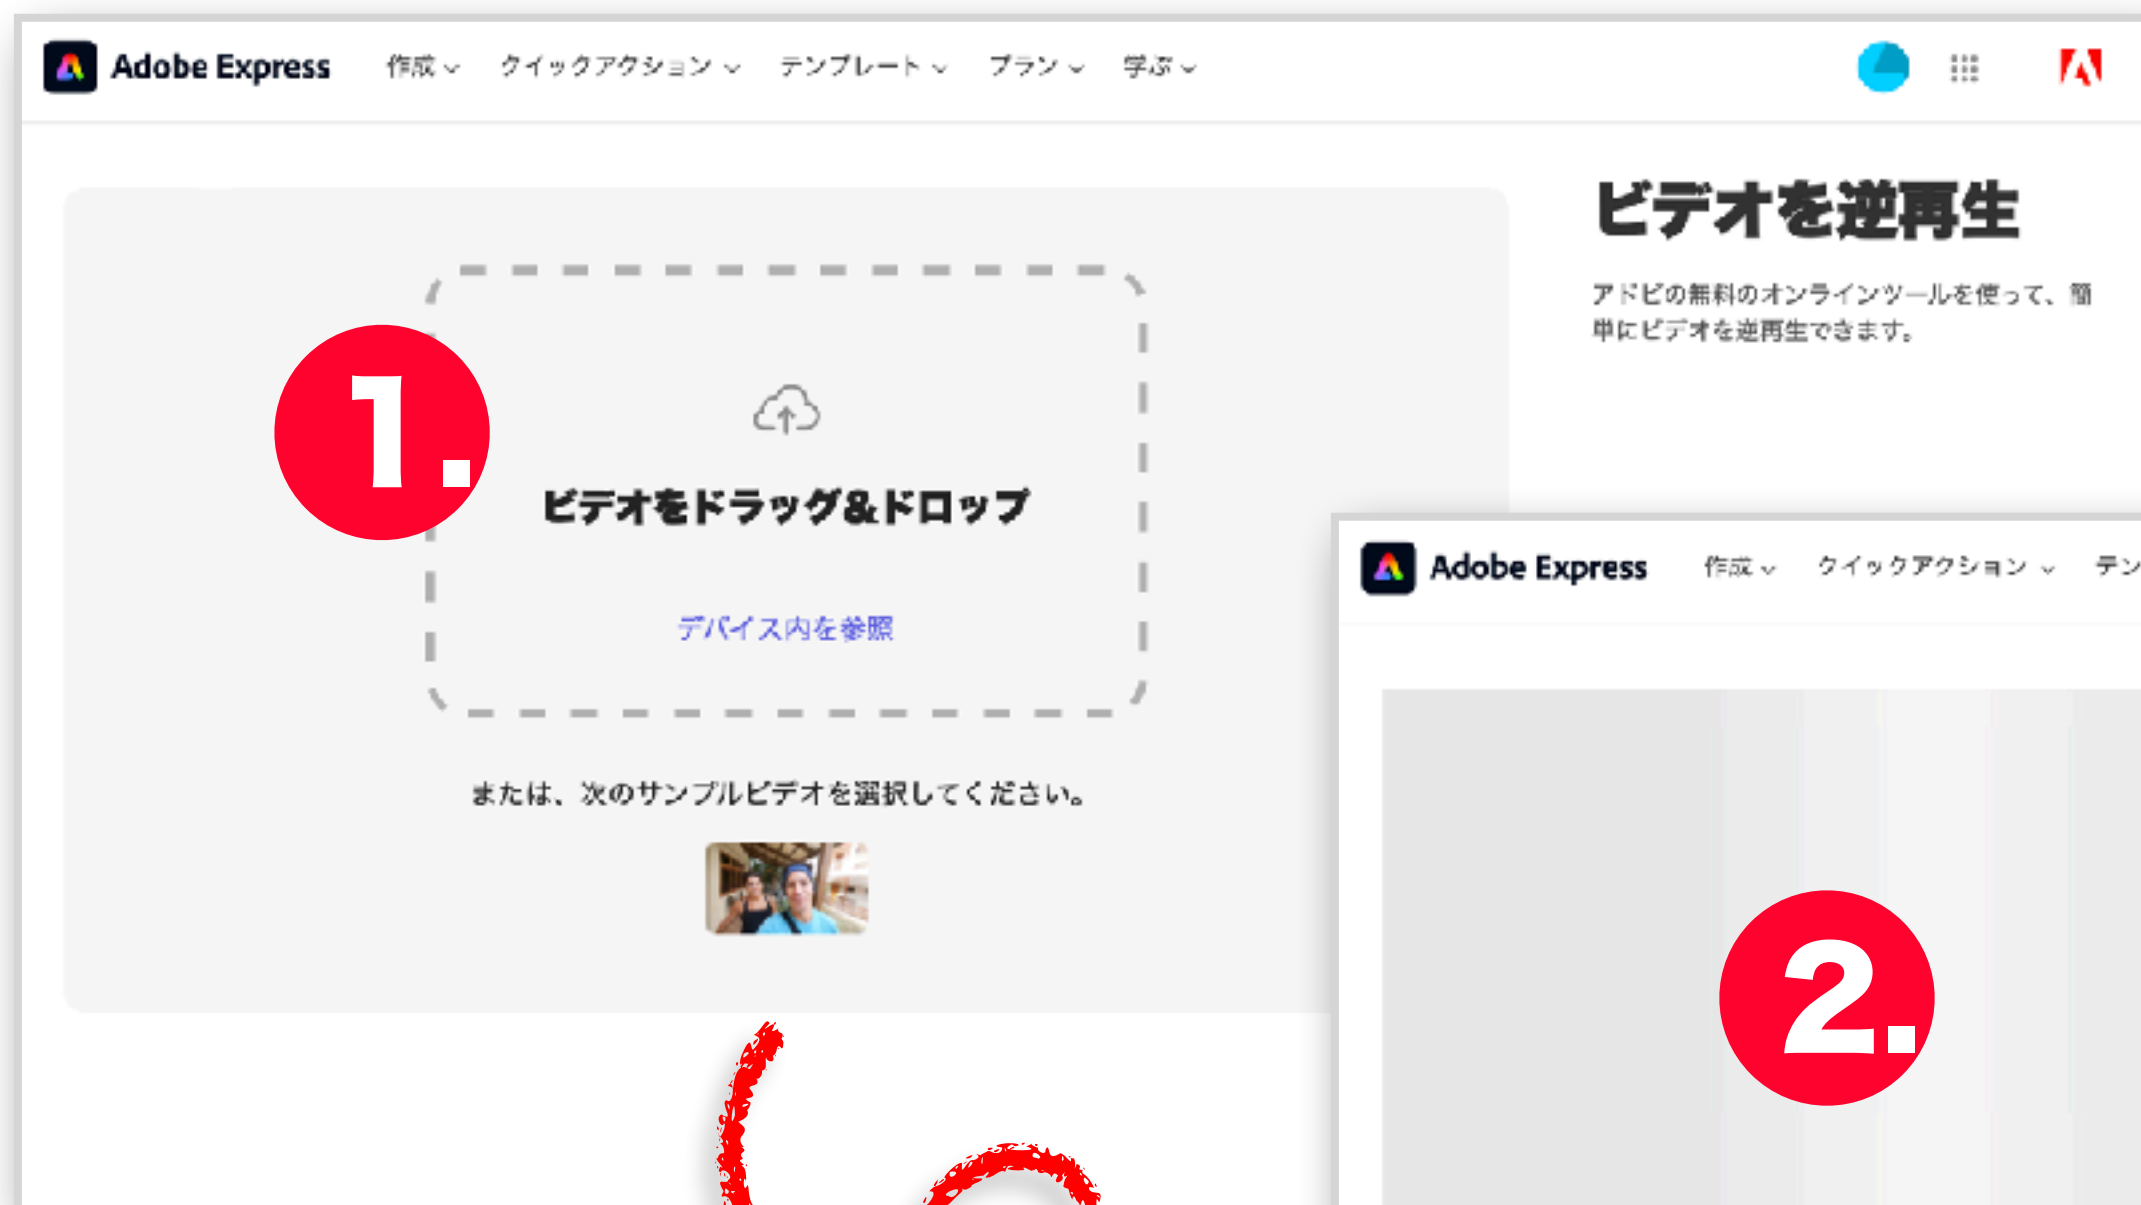 Adobe Express 作成 クイックアクション テンプレート プラン 学ぶ
ビデオを逆再生
アドビの無料のオンラインツールを使って、簡
単にビデオを逆再生できます。
1.
ビデオをドラッグ&ドロップ
デバイス内を参照
または、次のサンプルビデオを選択してください。
Adobe Express 作成 クイックアクション テン
2.